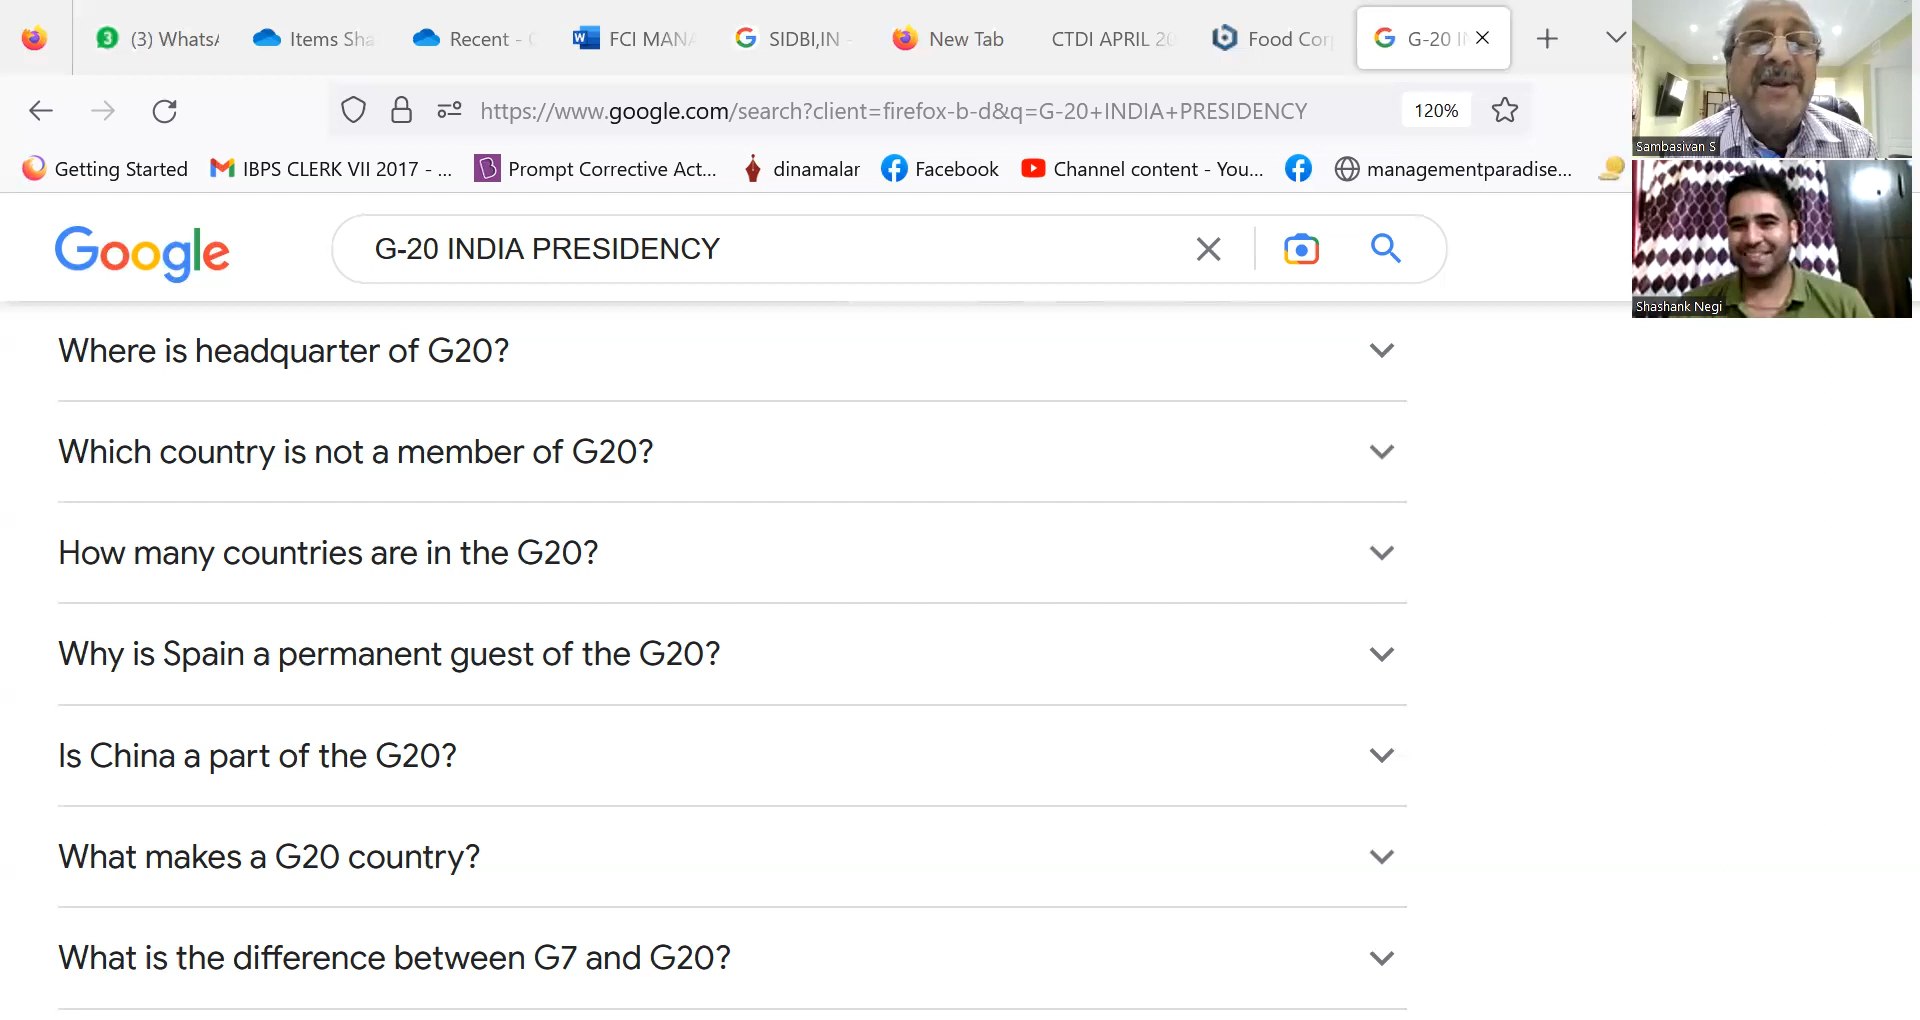 3 (3) WhatsA
Items Sha
Recent -
FCI MANA
SIDBI,IN -
New Tab
CTDI APRIL 20
Food Cor
G-20 I
https://www.google.com/search?client=firefox-b-d&q=G-20+INDIA+PRESIDENCY
120%
Getting Started
IBPS CLERK VII 2017 - ...
Prompt Corrective Act...
dinamalar
Facebook
Channel content - You...
managementparadise...
Sambasivan S
Shashank Negi
Google
G-20 INDIA PRESIDENCY
Where is headquarter of G20?
Which country is not a member of G20?
How many countries are in the G20?
Why is Spain a permanent guest of the G20?
Is China a part of the G20?
What makes a G20 country?
What is the difference between G7 and G20?